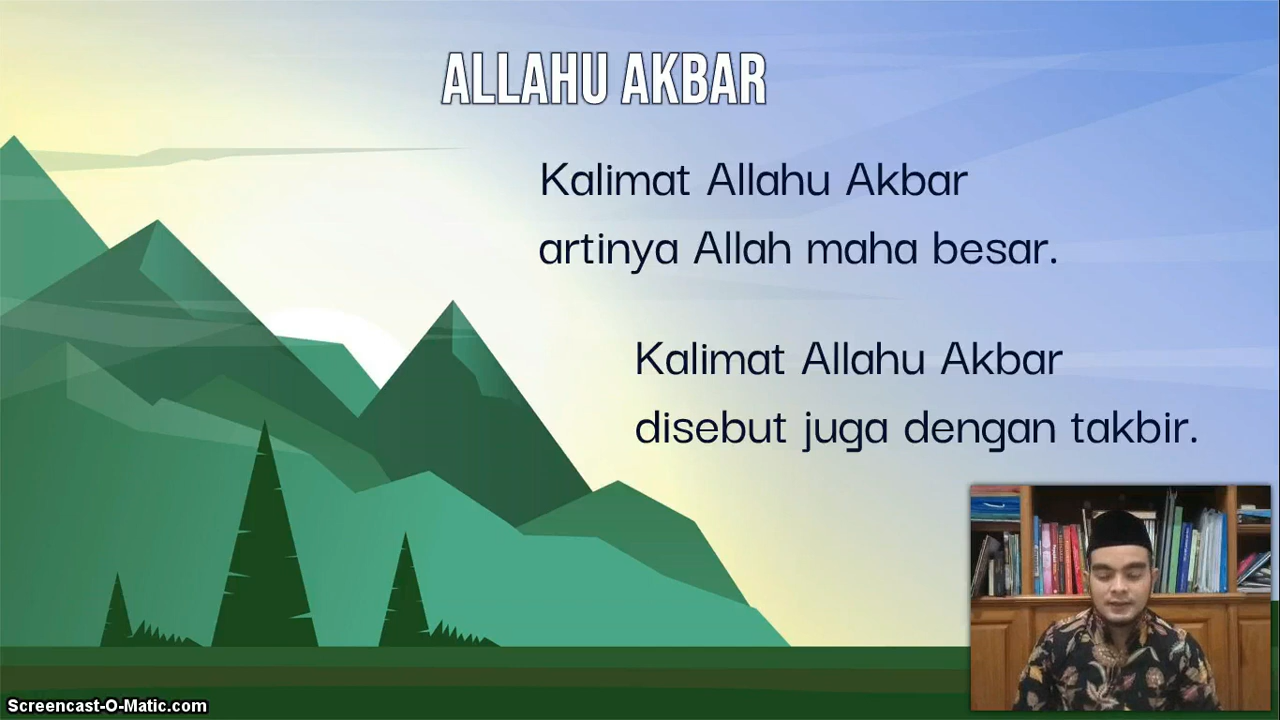 ALLAHU AKBAR
Kalimat Allahu Akbar
artinya Allah maha besar.
Kalimat Allahu Akbar
disebut juga dengan takbir.
Screencast-O-Matic.com